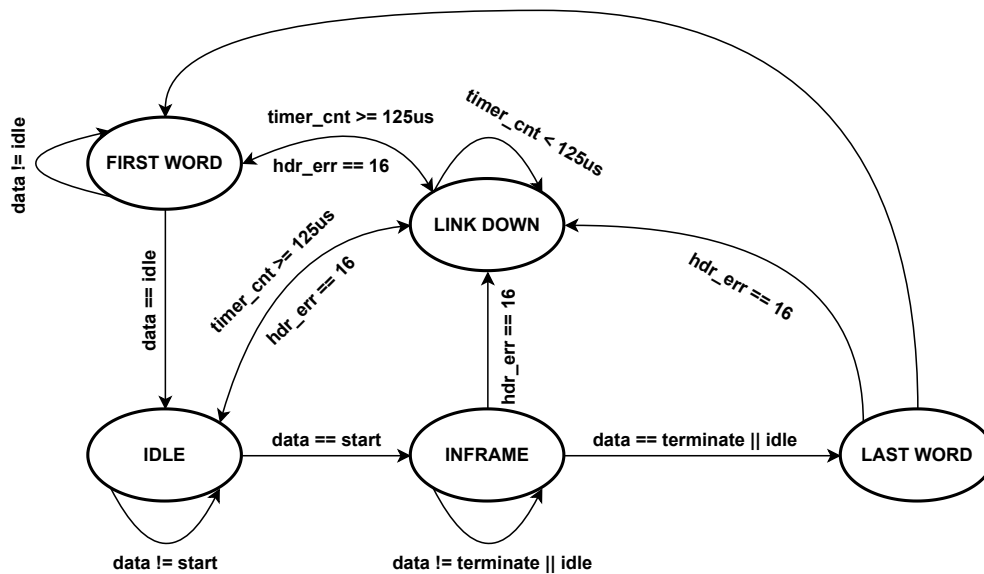 timer_cnt >= 125us
timer_cnt < 125us
data != idle
FIRST WORD
hdr_err == 16
LINK DOWN
timer_cnt >= 125us
hdr_err == 16
hdr_err == 16
data == idle
hdr_err == 16
data == start
data == terminate || idle
IDLE
INFRAME
LAST WORD
data != start
data != terminate || idle